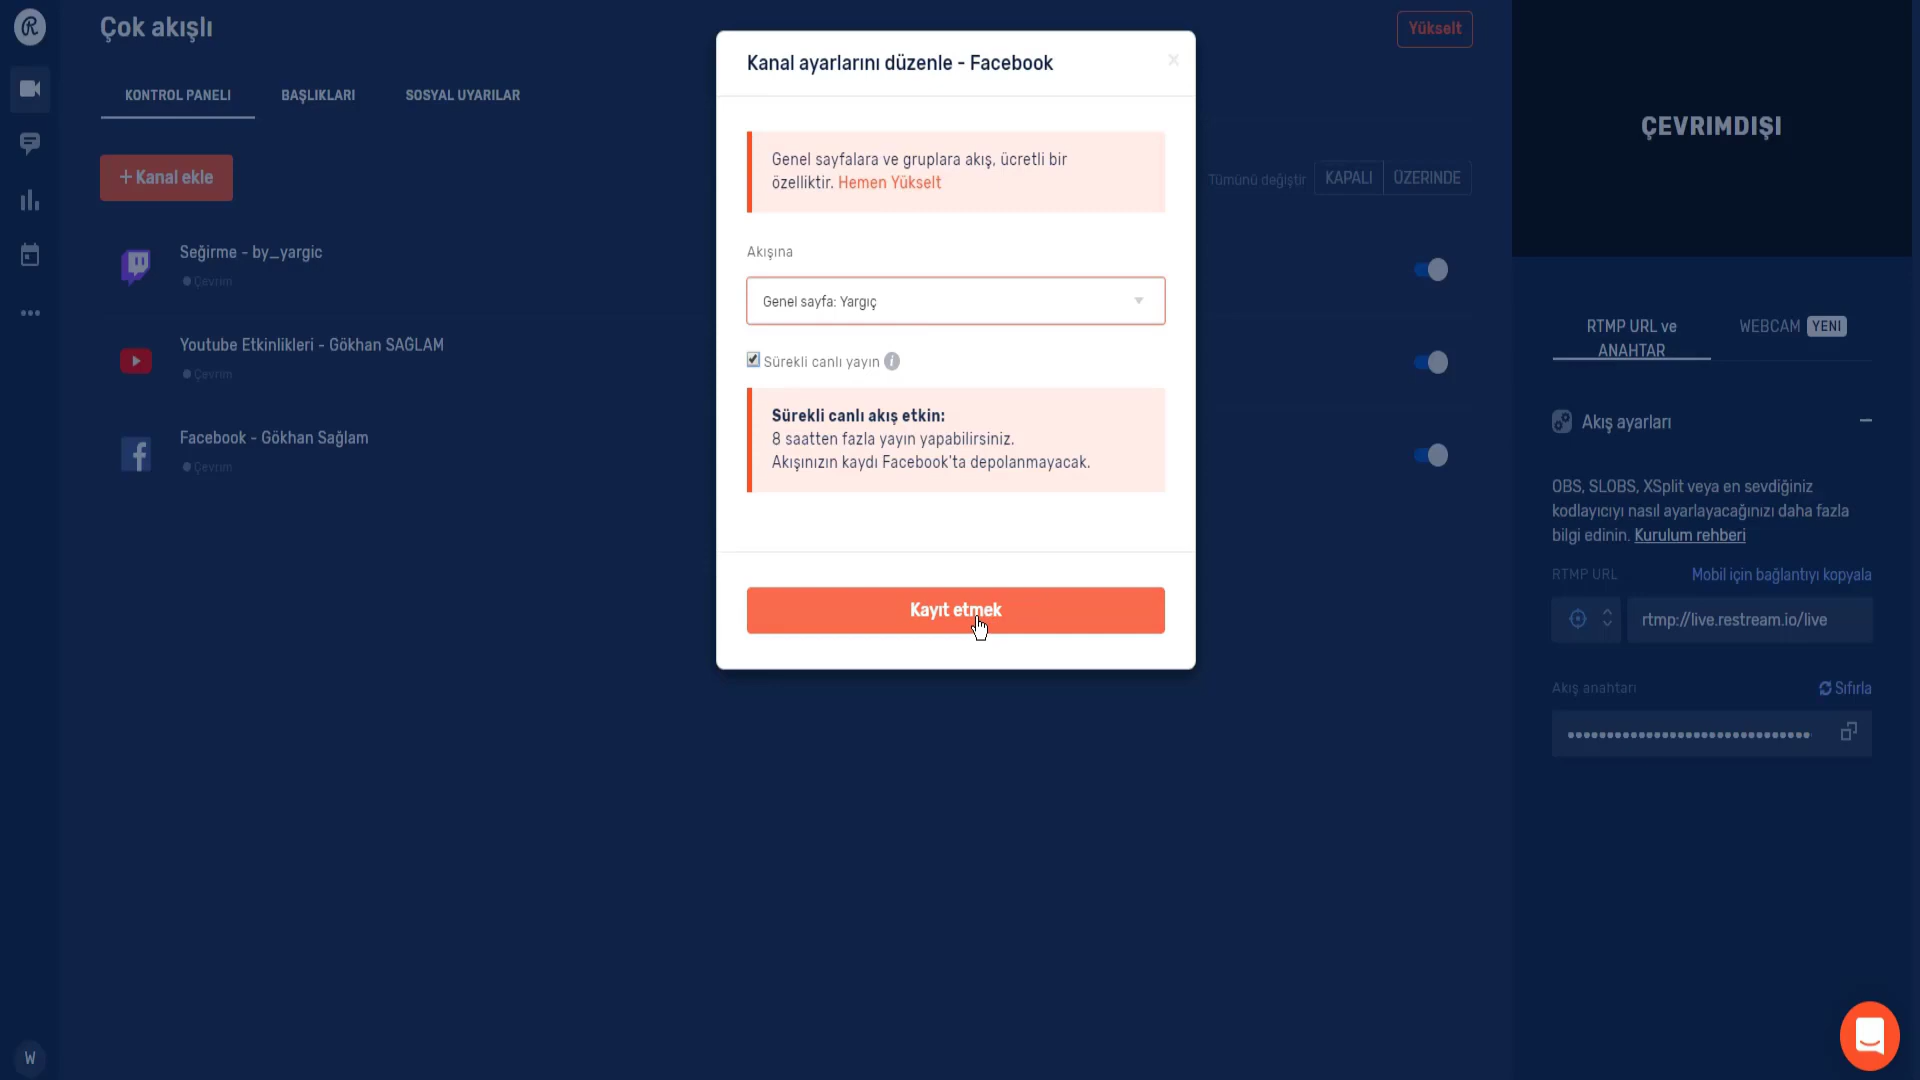 Çok akışlı
Yükselt
KONTROL PANELI
BAŞLIKLARI
SOSYAL UYARILAR
+ Kanal ekle
Tümünü değiştir
KAPALI
ÜZERINDE
Seğirme - by_yargic
Çevrim
Youtube Etkinlikleri - Gökhan SAĞLAM
Çevrim
Facebook - Gökhan Sağlam
Çevrim
W
Kanal ayarlarını düzenle - Facebook
×
Genel sayfalara ve gruplara akış, ücretli bir
özelliktir. Hemen Yükselt
Akışına
Genel sayfa: Yargıç
Sürekli canlı yayın i
Sürekli canlı akış etkin:
8 saatten fazla yayın yapabilirsiniz.
Akışınızın kaydı Facebook'ta depolanmayacak.
Kayıt etmek
ÇEVRIMDIŞI
RTMP URL ve
ANAHTAR
WEBCAM YENI
Akış ayarları
OBS, SLOBS, XSplit veya en sevdiğiniz
kodlayıcıyı nasıl ayarlayacağınızı daha fazla
bilgi edinin. Kurulum rehberi
RTMP URL
Mobil için bağlantıyı kopyala
rtmp://live.restream.io/live
Akış anahtarı
Sıfırla